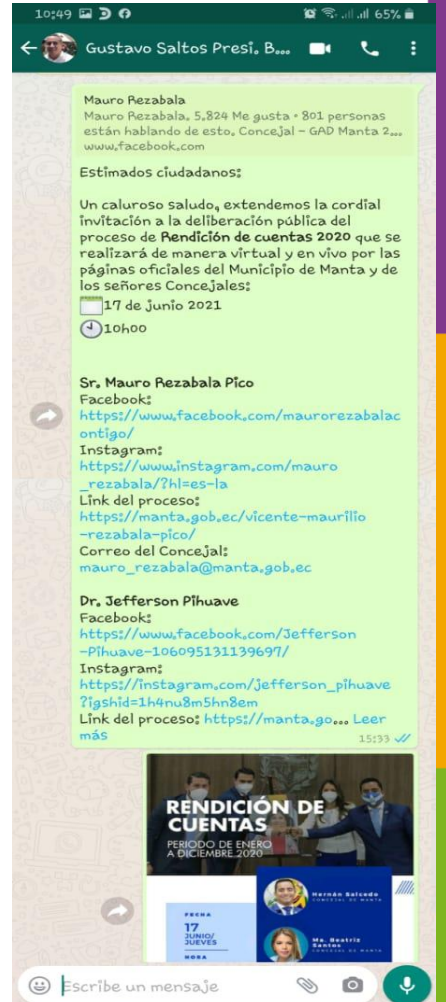 10:49
65%
Gustavo Saltos Presi. B...
Mauro Rezabala
Mauro Rezabala. 5,824 Me gusta • 801 personas
están hablando de esto. Concejal – GAD Manta 2...
www.facebook.com
Estimados ciudadanos:
Un caluroso saludo, extendemos la cordial
invitación a la deliberación pública del
proceso de Rendición de cuentas 2020 que se
realizará de manera virtual y en vivo por las
páginas oficiales del Municipio de Manta y de
los señores Concejales:
17 de junio 2021
10h00
Sr. Mauro Rezabala Pico
Facebook:
https://www.facebook.com/maurorezabalac
ontigo/
Instagram:
https://www.instagram.com/mauro
_rezabala/?hl=es-la
Link del proceso:
https://manta.gob.ec/vicente-maurilio
-rezabala-pico/
Correo del Concejal:
mauro_rezabala@manta.gob.ec
Dr. Jefferson Pihuave
Facebook:
https://www.facebook.com/Jefferson
-Pihuave-106095131139697/
Instagram:
https://instagram.com/jefferson_pihuave
?igshid=1h4nu8m5hn8em
Link del proceso: https://manta.go... Leer
más
15:33
RENDICIÓN DE
CUENTAS
PERIODO DE ENERO
A DICIEMBRE 2020
Hernán Salcedo
CONCEJAL DE MANTA
FECHA
17
JUNIO/
JUEVES
HORA
Ma. Beatriz
Santos
CONCEJAL DE MANTA
Escribe un mensaje